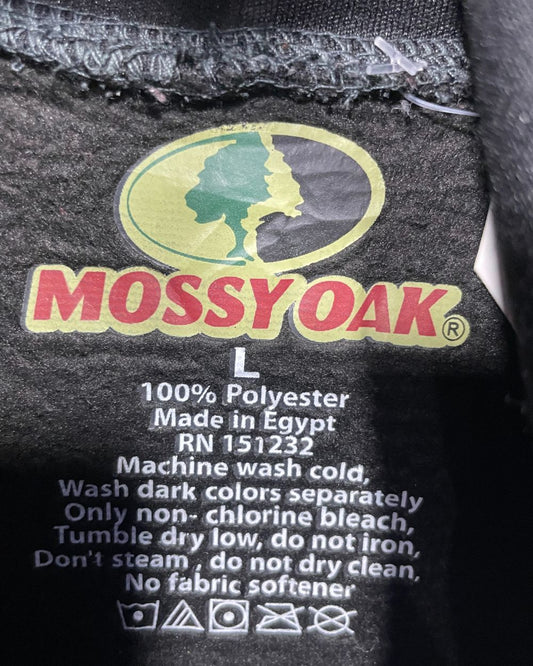 MOSSY OAK®
L
100% Polyester
Made in Egypt
RN 151232
Machine wash cold,
Wash dark colors separately
Only non- chlorine bleach,
Tumble dry low, do not iron,
Don't steam , do not dry clean,
No fabric softener